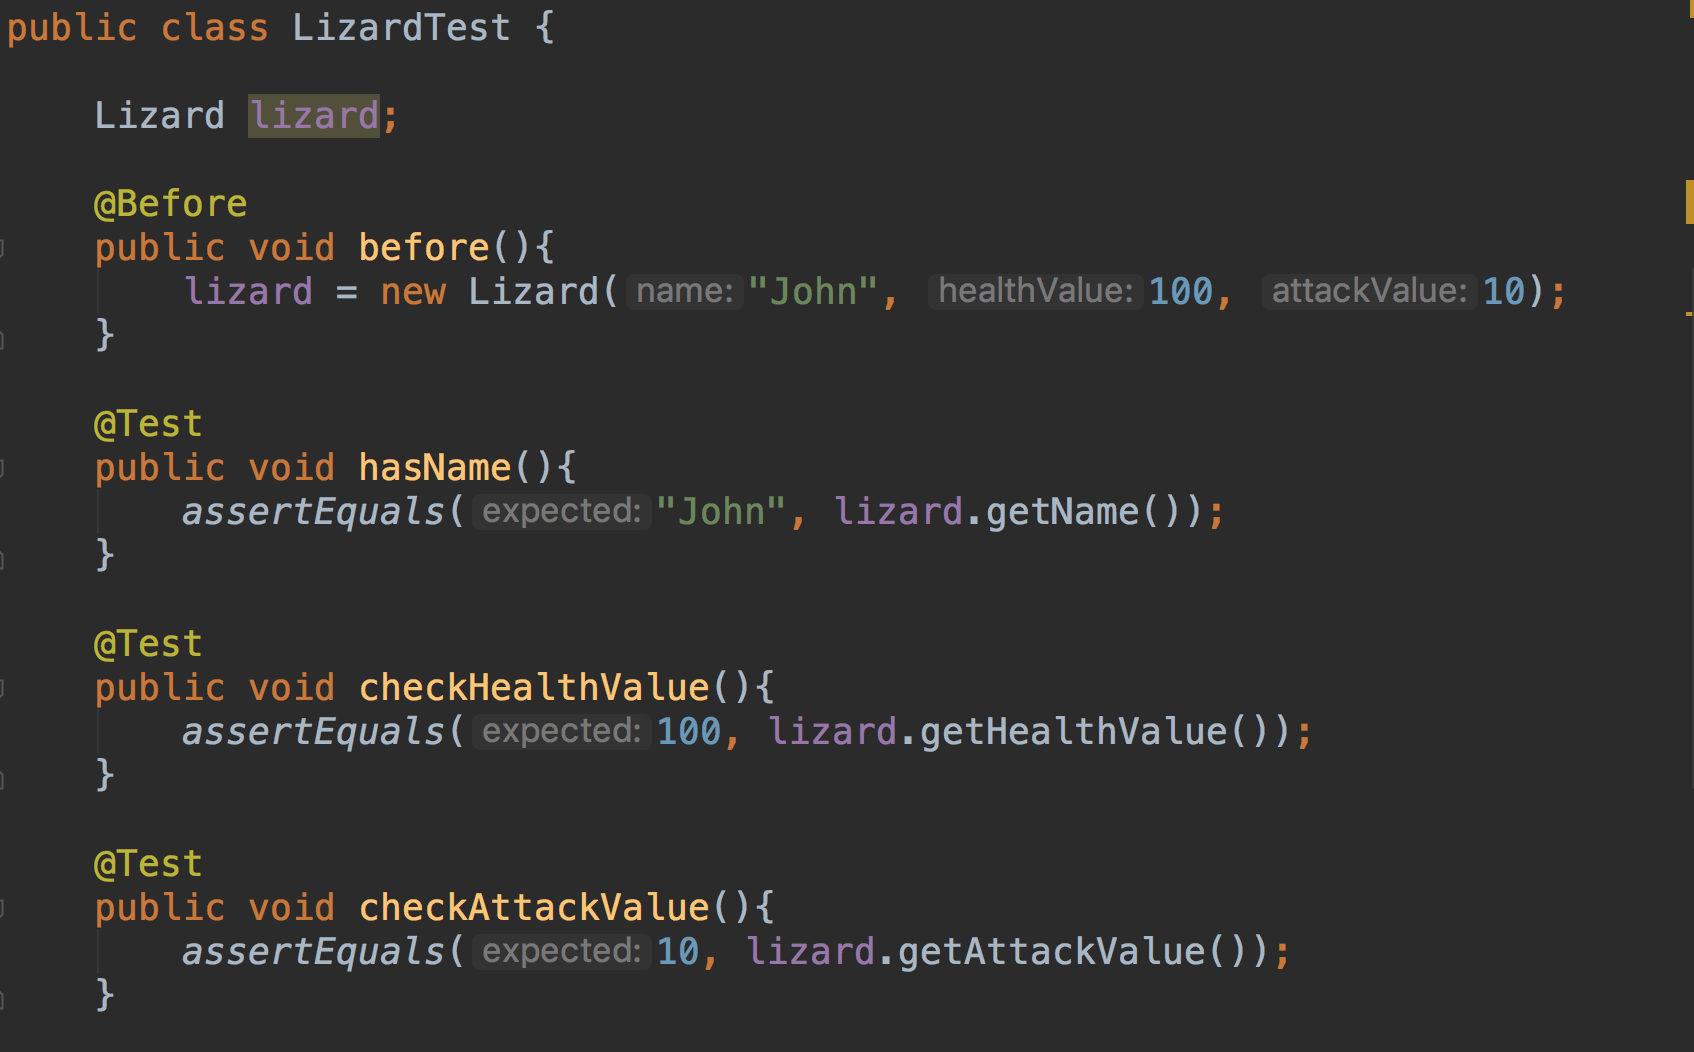 public class LizardTest {
Lizard lizard;
@Before
public void before(){
lizard = new Lizard( name: "John", healthValue: 100, attackValue: 10);
}
@Test
public void hasName(){
assertEquals( expected: "John", lizard.getName());
}
@Test
public void checkHealthValue(){
assertEquals( expected: 100, lizard.getHealthValue());
}
@Test
public void checkAttackValue(){
assertEquals( expected: 10, lizard.getAttackValue());
}